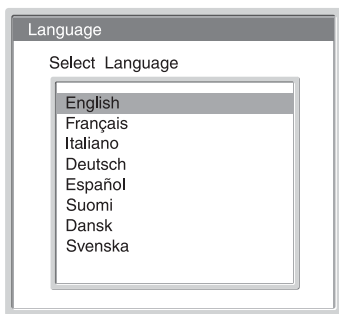 Language
Select Language
English
Français
Italiano
Deutsch
Español
Suomi
Dansk
Svenska